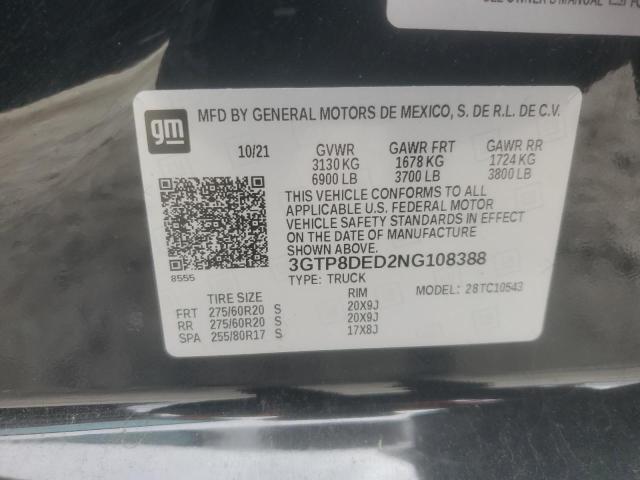 SEE OWNER'S MANUAL
gm
MFD BY GENERAL MOTORS DE MEXICO, S. DE R.L. DE C.V.
10/21 GVWR GAWR FRT GAWR RR
3130 KG 1678 KG 1724 KG
6900 LB 3700 LB 3800 LB
THIS VEHICLE CONFORMS TO ALL
APPLICABLE U.S. FEDERAL MOTOR
VEHICLE SAFETY STANDARDS IN EFFECT
ON THE DATE OF MANUFACTURE
SHOWN ABOVE.
8555
3GTP8DED2NG108388
TYPE: TRUCK MODEL: 28TC10543
TIRE SIZE RIM
FRT 275/60R20 S 20X9J
RR 275/60R20 S 20X9J
SPA 255/80R17 S 17X8J